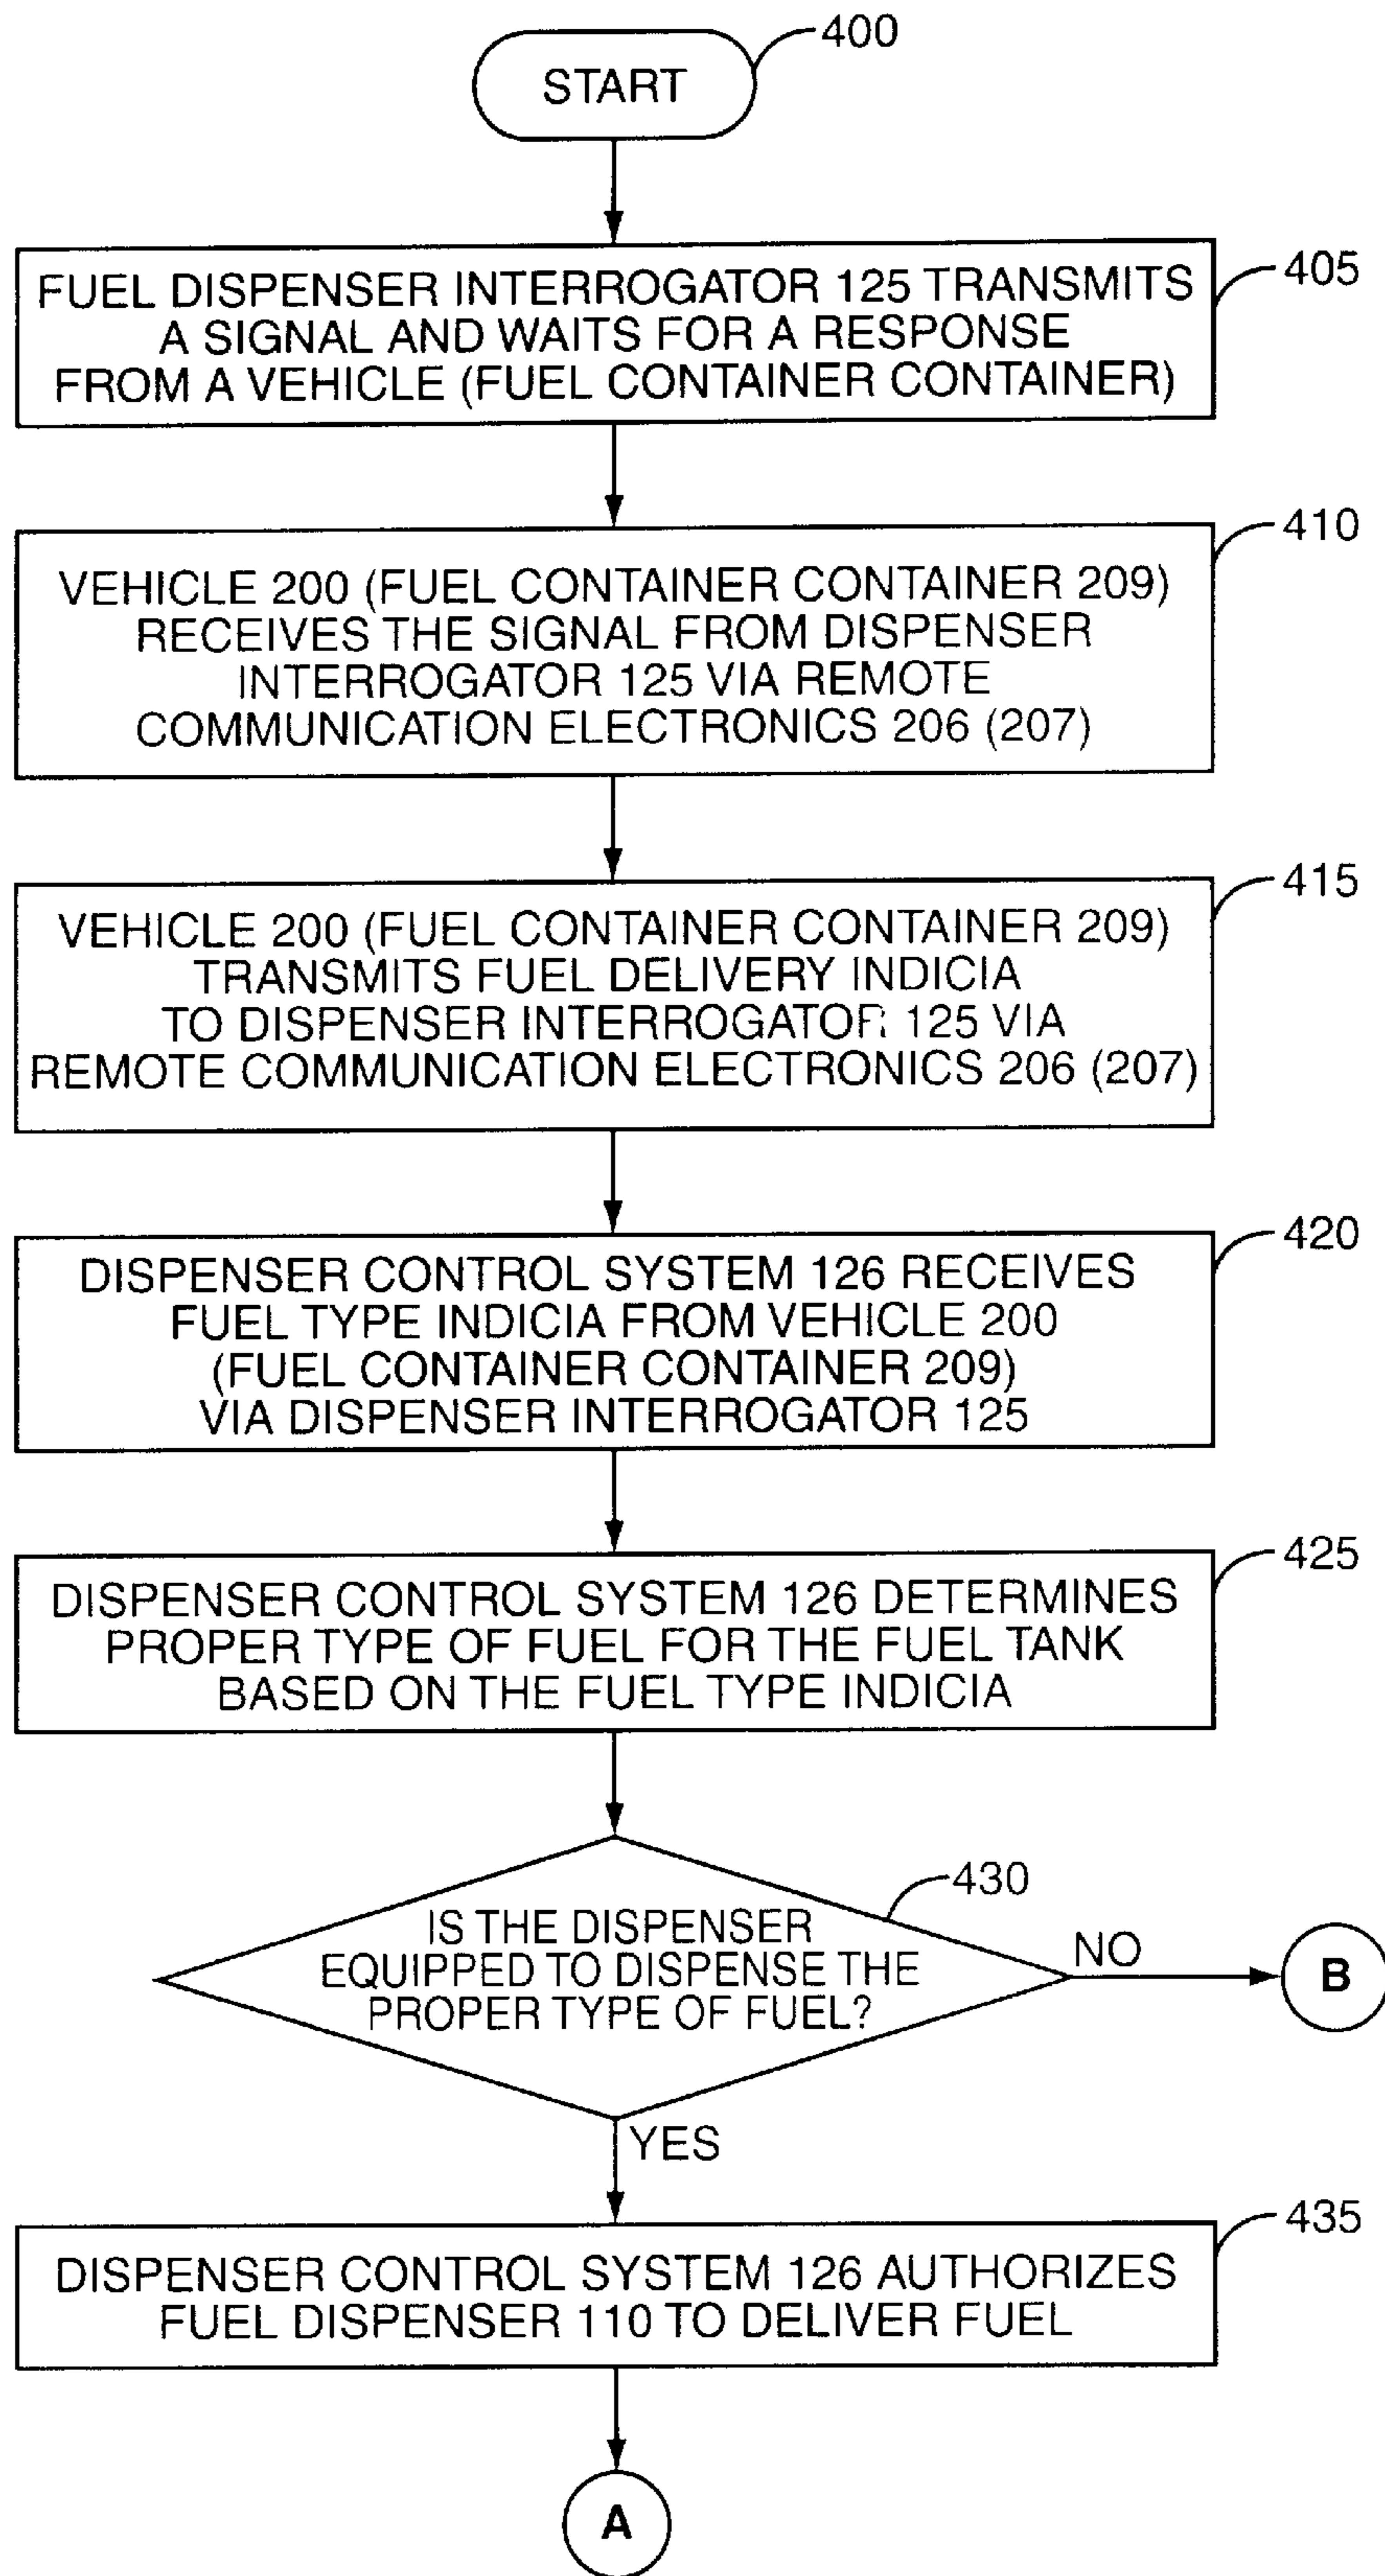 400
START
405
FUEL DISPENSER INTERROGATOR 125 TRANSMITS
A SIGNAL AND WAITS FOR A RESPONSE
FROM A VEHICLE (FUEL CONTAINER CONTAINER)
410
VEHICLE 200 (FUEL CONTAINER CONTAINER 209)
RECEIVES THE SIGNAL FROM DISPENSER
INTERROGATOR 125 VIA REMOTE
COMMUNICATION ELECTRONICS 206 (207)
415
VEHICLE 200 (FUEL CONTAINER CONTAINER 209)
TRANSMITS FUEL DELIVERY INDICIA
TO DISPENSER INTERROGATOR 125 VIA
REMOTE COMMUNICATION ELECTRONICS 206 (207)
420
DISPENSER CONTROL SYSTEM 126 RECEIVES
FUEL TYPE INDICIA FROM VEHICLE 200
(FUEL CONTAINER CONTAINER 209)
VIA DISPENSER INTERROGATOR 125
425
DISPENSER CONTROL SYSTEM 126 DETERMINES
PROPER TYPE OF FUEL FOR THE FUEL TANK
BASED ON THE FUEL TYPE INDICIA
430
IS THE DISPENSER
EQUIPPED TO DISPENSE THE
PROPER TYPE OF FUEL?
NO
B
YES
435
DISPENSER CONTROL SYSTEM 126 AUTHORIZES
FUEL DISPENSER 110 TO DELIVER FUEL
A